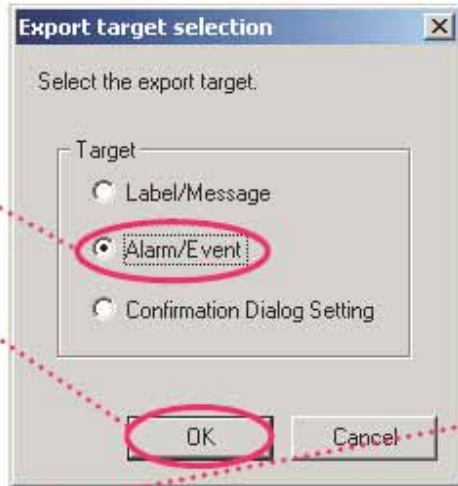 Export target selection
Select the export target.
Target
Label/Message
Alarm/Event
Confirmation Dialog Setting
OK
Cancel